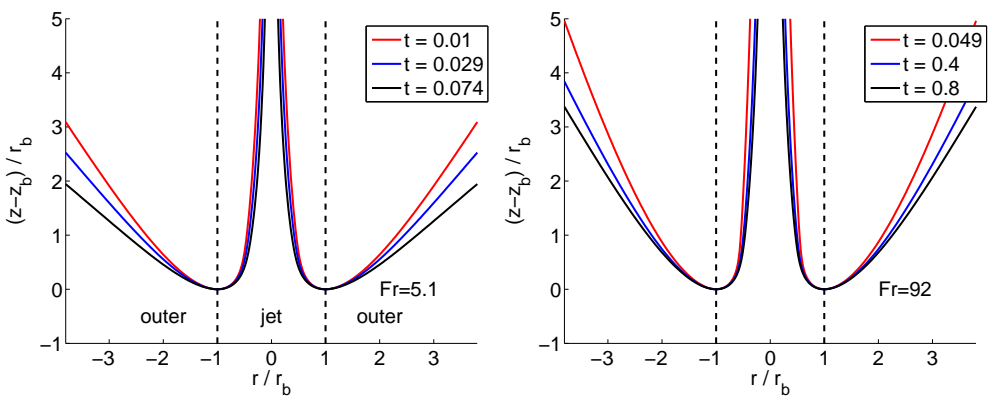 5
4
3
2
1
0
−1
(z−z_b) / r_b
t = 0.01
t = 0.029
t = 0.074
Fr=5.1
outer jet outer
−3 −2 −1 0 1 2 3
r / r_b
5
4
3
2
1
0
−1
(z−z_b) / r_b
t = 0.049
t = 0.4
t = 0.8
Fr=92
−3 −2 −1 0 1 2 3
r / r_b